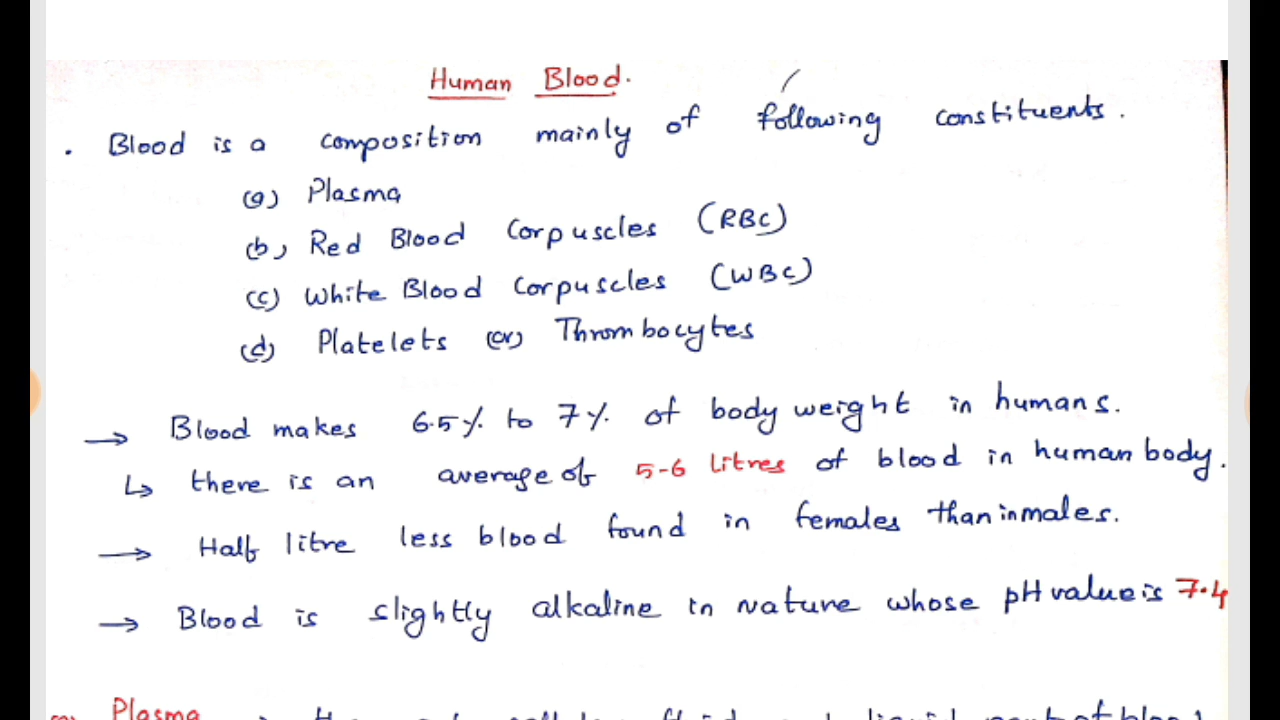 Human Blood.
. Blood is a composition mainly of following constituents.
(a) Plasma
(b) Red Blood Corpuscles (RBC)
(c) White Blood Corpuscles (WBC)
(d) Platelets (or) Thrombocytes
→ Blood makes 6.5% to 7% of body weight in humans.
↳ there is an average of 5-6 litres of blood in human body.
→ Half litre less blood found in females than in males.
→ Blood is slightly alkaline in nature whose pH value is 7.4
Plasma